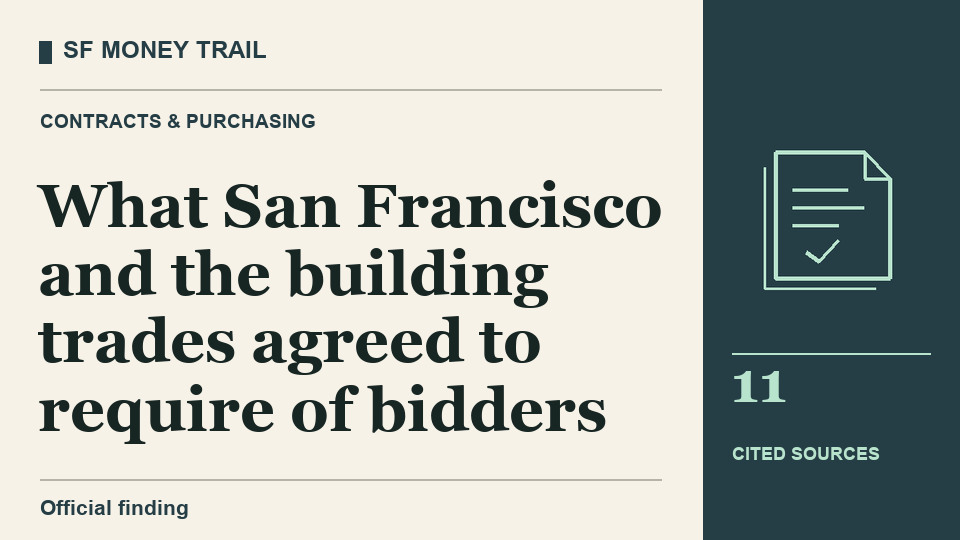 SF MONEY TRAIL
CONTRACTS & PURCHASING
What San Francisco
and the building
trades agreed to
require of bidders
Official finding
11
CITED SOURCES